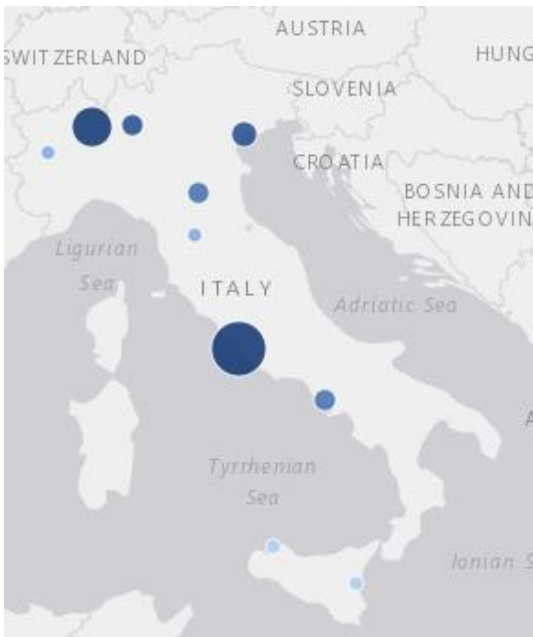 AUSTRIA
SWITZERLAND
HUNG
SLOVENIA
CROATIA
BOSNIA AND
HERZEGOVIN
Ligurian
Sea
ITALY
Adriatic Sea
Tyrrhenian
Sea
A
Ionian S